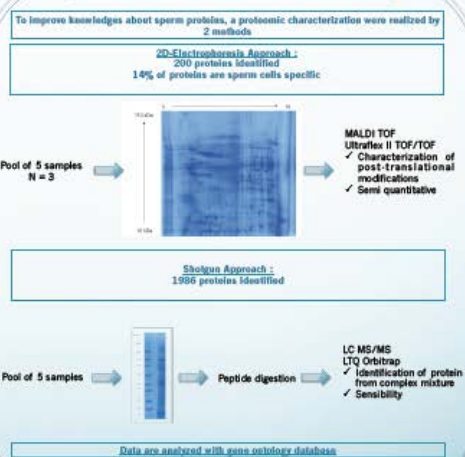 To improve knowledges about sperm proteins, a proteomic characterization were realized by
2 methods
2D-Electrophoresis Approach :
200 proteins identified
14% of proteins are sperm cells specific
Pool of 5 samples
N = 3
MALDI TOF
Ultraflex II TOF/TOF
✓ Characterization of
post-translational
modifications
✓ Semi quantitative
Shotgun Approach :
1986 proteins identified
Pool of 5 samples
Peptide digestion
LC MS/MS
LTQ Orbitrap
✓ Identification of protein
from complex mixture
✓ Sensibility
Data are analyzed with gene ontology database